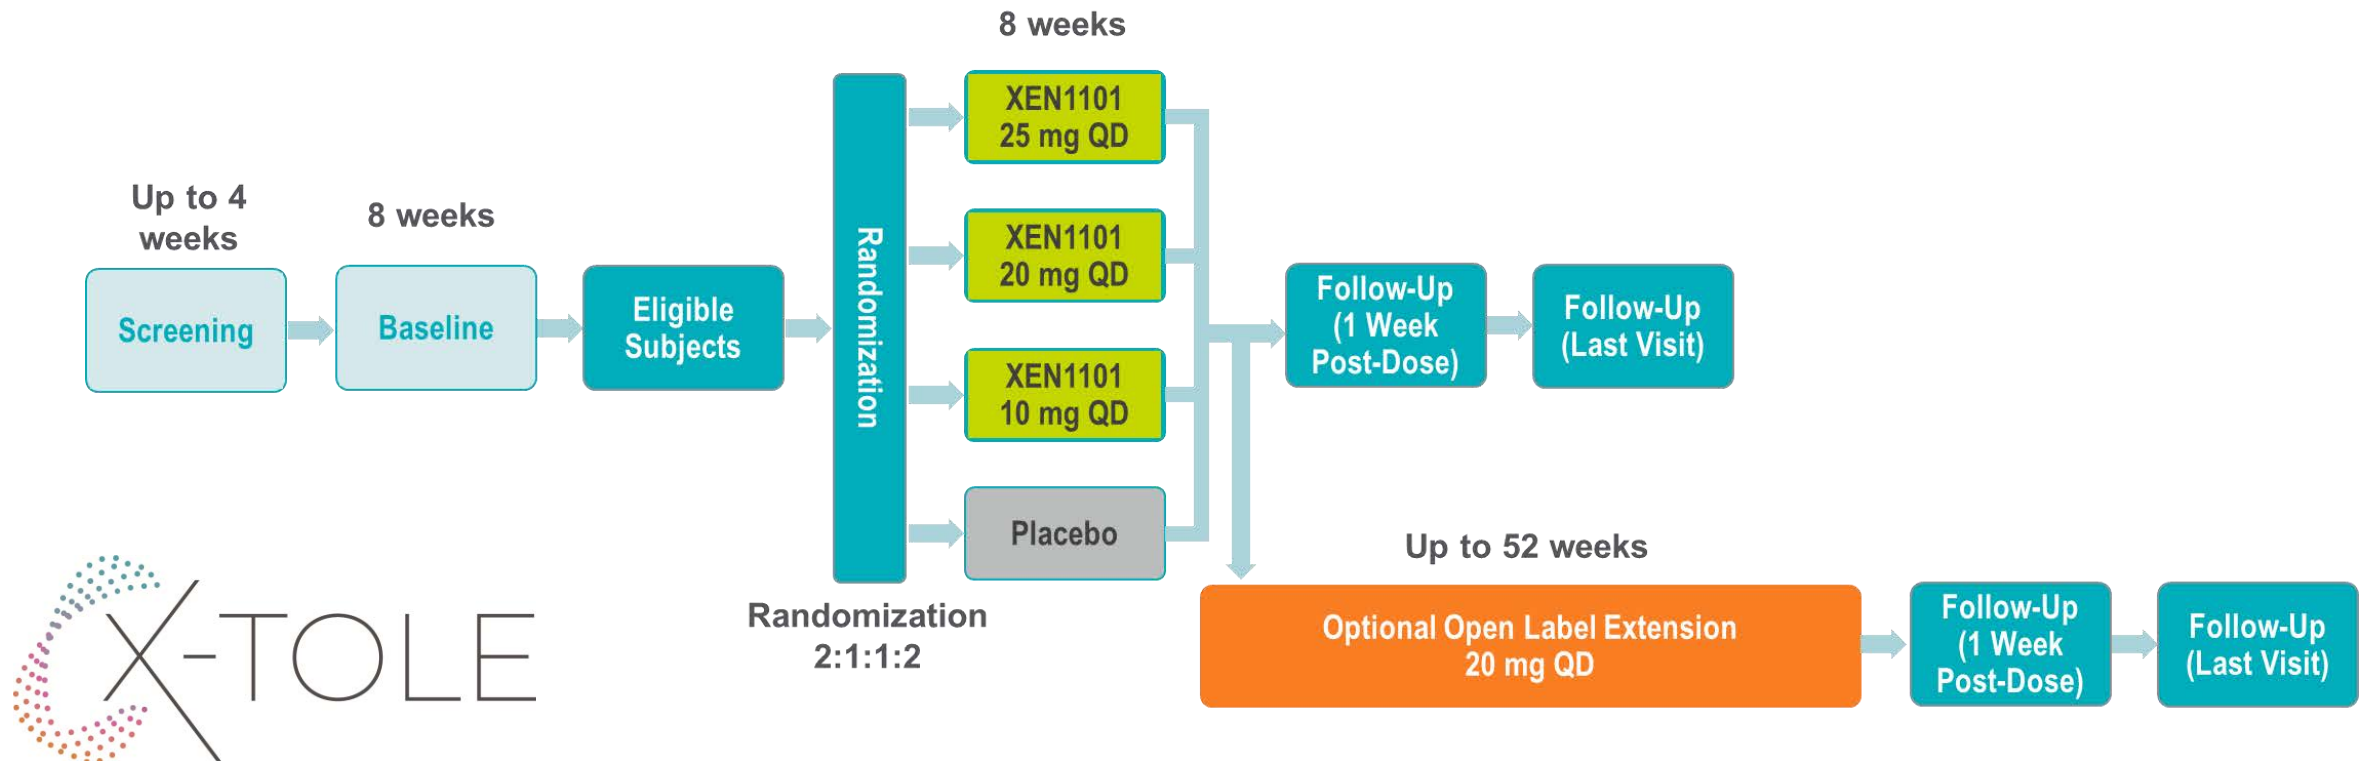 8 weeks
XEN1101
25 mg QD
Up to 4
weeks
8 weeks
XEN1101
20 mg QD
Screening
Baseline
Eligible
Subjects
Randomization
Follow-Up
(1 Week
Post-Dose)
Follow-Up
(Last Visit)
XEN1101
10 mg QD
Placebo
Randomization
2:1:1:2
Up to 52 weeks
Optional Open Label Extension
20 mg QD
Follow-Up
(1 Week
Post-Dose)
Follow-Up
(Last Visit)
X-TOLE